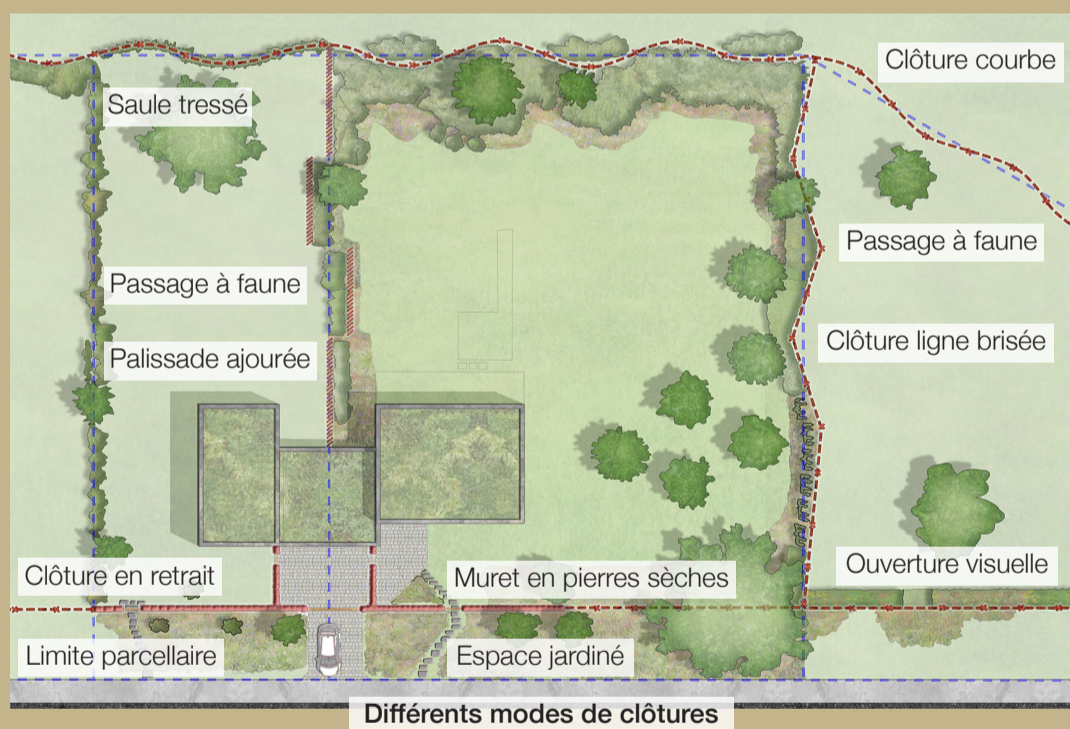 Clôture courbe
Saule tressé
Passage à faune
Passage à faune
Clôture ligne brisée
Palissade ajourée
Ouverture visuelle
Clôture en retrait
Muret en pierres sèches
Limite parcellaire
Espace jardiné
Différents modes de clôtures